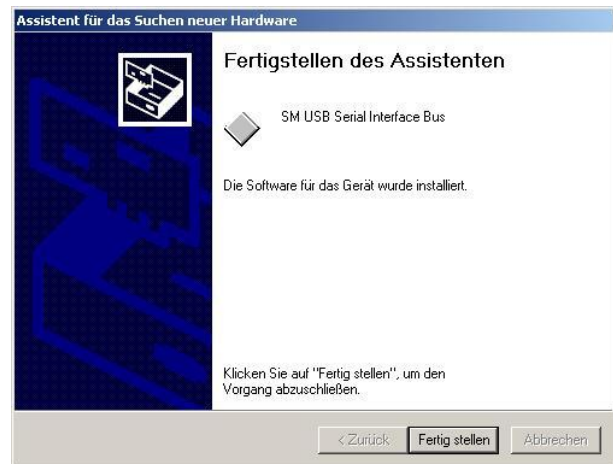 Assistent für das Suchen neuer Hardware
Fertigstellen des Assistenten
SM USB Serial Interface Bus
Die Software für das Gerät wurde installiert.
Klicken Sie auf "Fertig stellen", um den
Vorgang abzuschließen.
< Zurück Fertig stellen Abbrechen